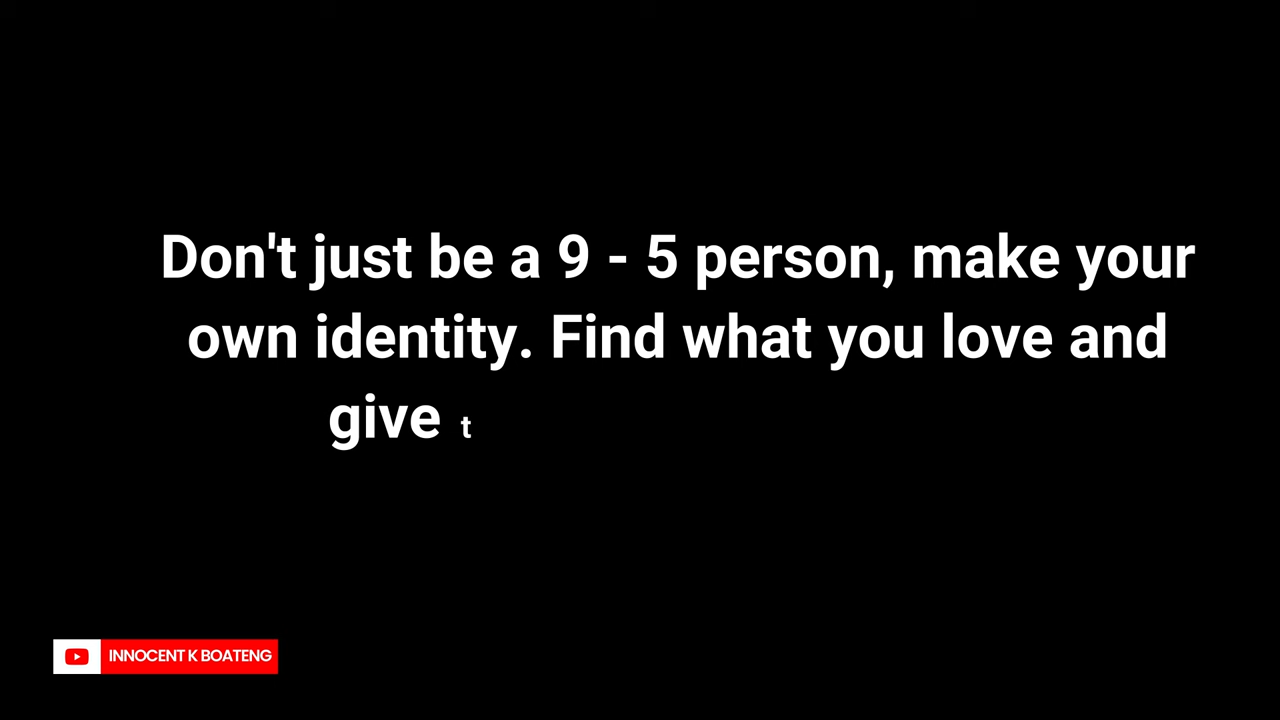 Don't just be a 9 - 5 person, make your
own identity. Find what you love and
give t
INNOCENT K BOATENG